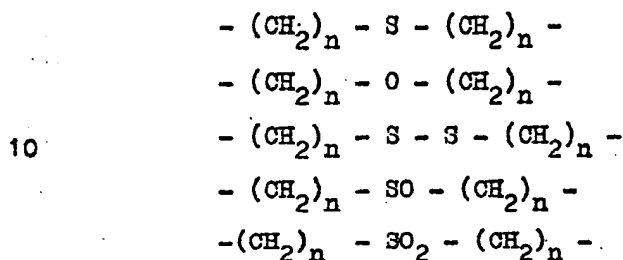 - (CH2)n - S - (CH2)n -
- (CH2)n - O - (CH2)n -
10 - (CH2)n - S - S - (CH2)n -
- (CH2)n - SO - (CH2)n -
-(CH2)n - SO2 - (CH2)n -